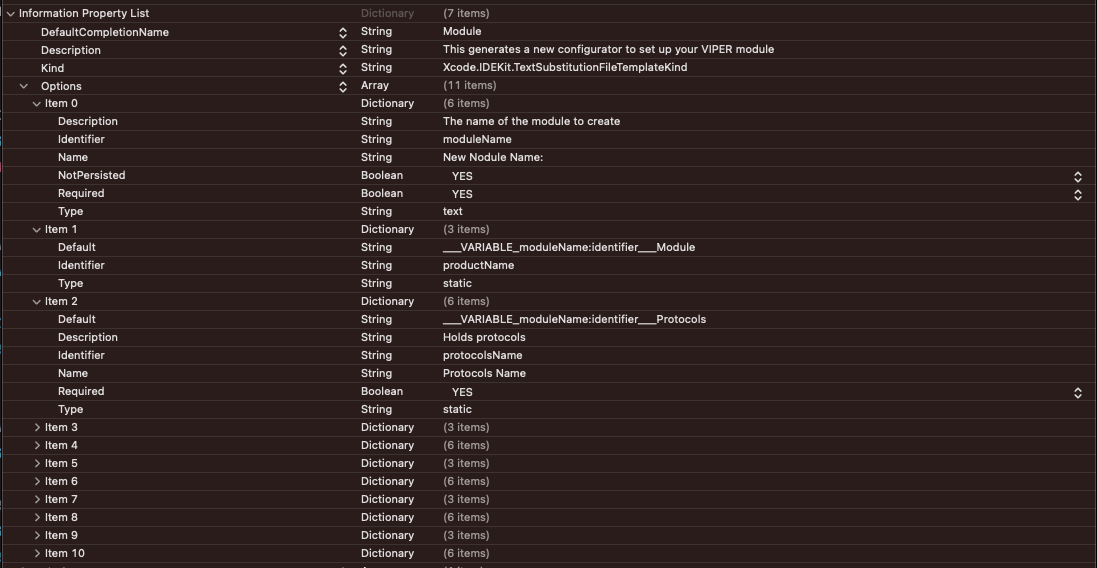 Information Property List Dictionary (7 items)
DefaultCompletionName String Module
Description String This generates a new configurator to set up your VIPER module
Kind String Xcode.IDEKit.TextSubstitutionFileTemplateKind
Options Array (11 items)
Item 0 Dictionary (6 items)
Description String The name of the module to create
Identifier String moduleName
Name String New Nodule Name:
NotPersisted Boolean YES
Required Boolean YES
Type String text
Item 1 Dictionary (3 items)
Default String ___VARIABLE_moduleName:identifier___Module
Identifier String productName
Type String static
Item 2 Dictionary (6 items)
Default String ___VARIABLE_moduleName:identifier___Protocols
Description String Holds protocols
Identifier String protocolsName
Name String Protocols Name
Required Boolean YES
Type String static
Item 3 Dictionary (3 items)
Item 4 Dictionary (6 items)
Item 5 Dictionary (3 items)
Item 6 Dictionary (6 items)
Item 7 Dictionary (3 items)
Item 8 Dictionary (6 items)
Item 9 Dictionary (3 items)
Item 10 Dictionary (6 items)